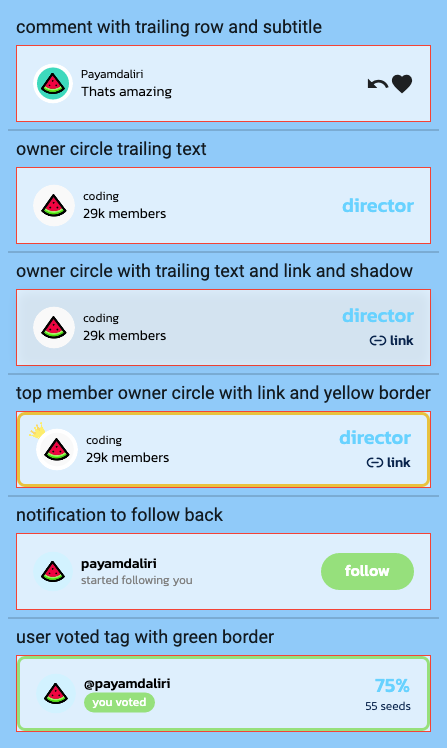 comment with trailing row and subtitle
Payamdaliri
Thats amazing
owner circle trailing text
coding
29k members
director
owner circle with trailing text and link and shadow
coding
29k members
director
link
top member owner circle with link and yellow border
coding
29k members
director
link
notification to follow back
payamdaliri
started following you
follow
user voted tag with green border
@payamdaliri
you voted
75%
55 seeds